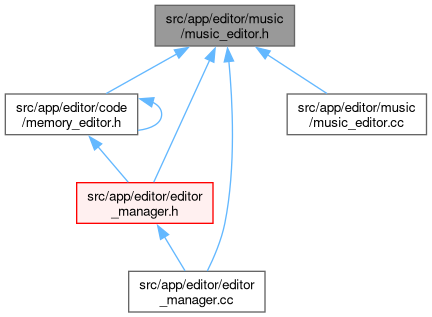 src/app/editor/music
/music_editor.h
src/app/editor/code
/memory_editor.h
src/app/editor/music
/music_editor.cc
src/app/editor/editor
_manager.h
src/app/editor/editor
_manager.cc